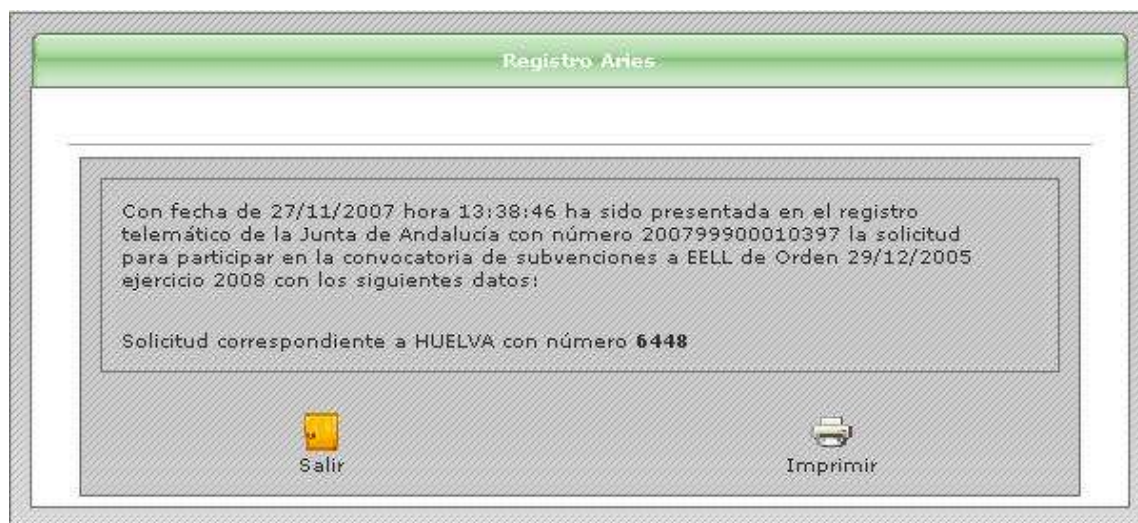 Registro Aries
Con fecha de 27/11/2007 hora 13:38:46 ha sido presentada en el registro
telemático de la Junta de Andalucía con número 200799900010397 la solicitud
para participar en la convocatoria de subvenciones a EELL de Orden 29/12/2005
ejercicio 2008 con los siguientes datos:
Solicitud correspondiente a HUELVA con número 6448
Salir
Imprimir